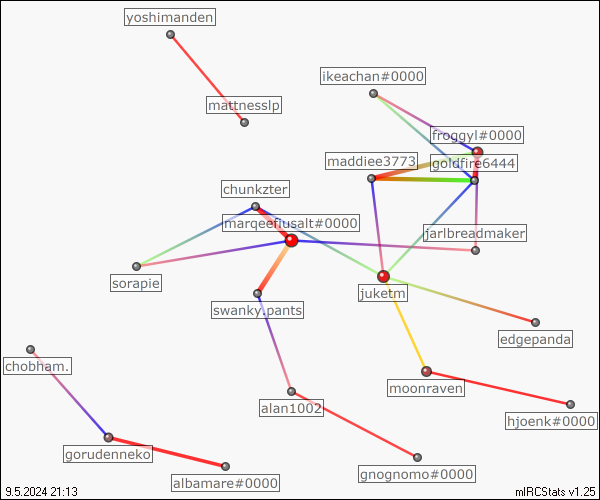 yoshimanden
ikeachan#0000
mattnesslp
froggyl#0000
maddiee3773
goldfire6444
chunkzter
marqeefiusalt#0000
jarlbreadmaker
sorapie
juketm
swanky.pants
edgepanda
chobham.
moonraven
alan1002
hjoenk#0000
gorudenneko
albamare#0000
gnognomo#0000
9.5.2024 21:13
mIRCStats v1.25